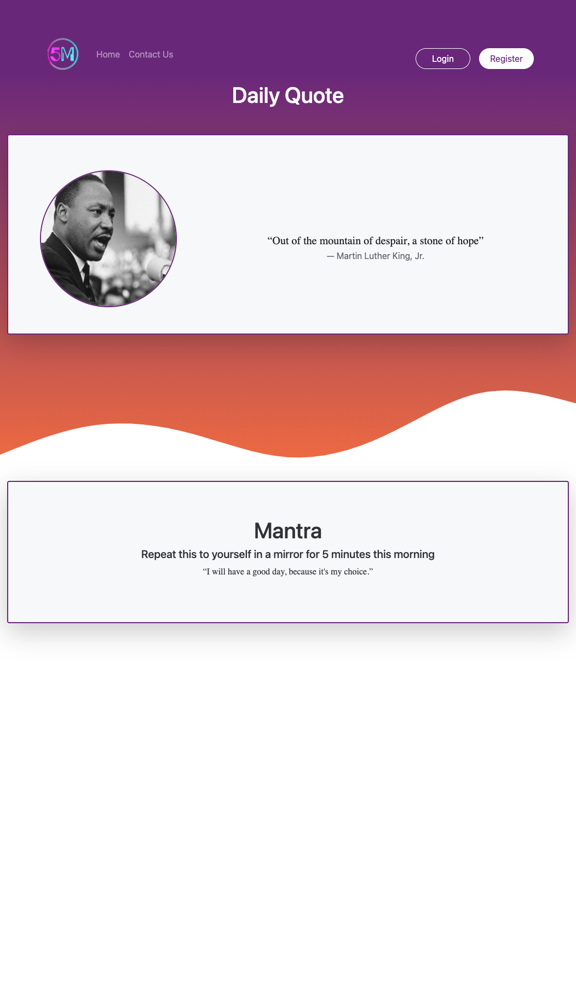 5M
Home Contact Us
Login Register
Daily Quote
“Out of the mountain of despair, a stone of hope”
— Martin Luther King, Jr.
Mantra
Repeat this to yourself in a mirror for 5 minutes this morning
“I will have a good day, because it's my choice.”